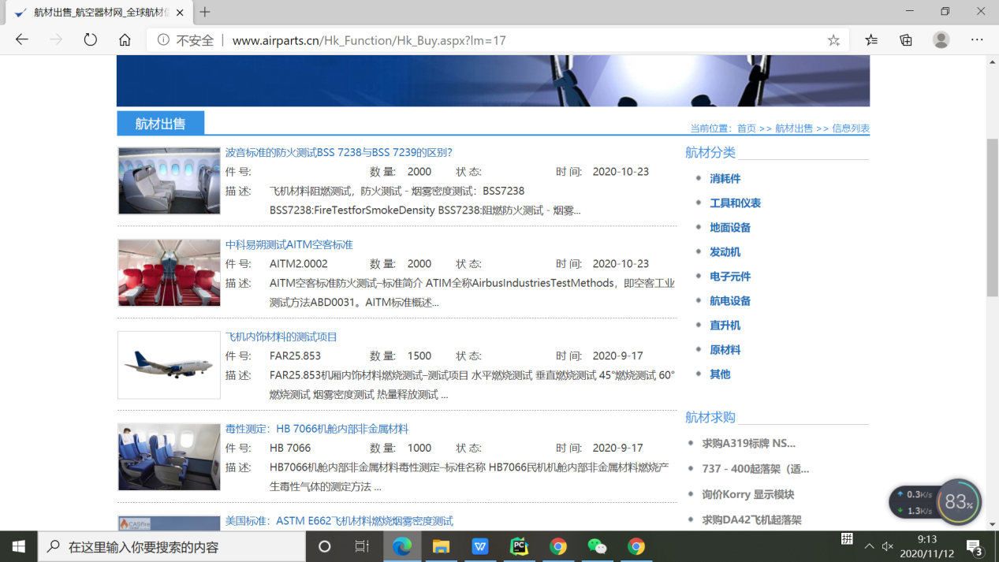 航材出售_航空器材网_全球航材信
不安全 | www.airparts.cn/Hk_Function/Hk_Buy.aspx?lm=17
航材出售
当前位置：首页 >> 航材出售 >> 信息列表
波音标准的防火测试BSS 7238与BSS 7239的区别?
件 号: 数 量: 2000 状 态: 时 间: 2020-10-23
描 述: 飞机材料阻燃测试，防火测试 - 烟雾密度测试：BSS7238
BSS7238:FireTestforSmokeDensity BSS7238:阻燃防火测试 - 烟雾...
中科易朔测试AITM空客标准
件 号: AITM2.0002 数 量: 2000 状 态: 时 间: 2020-10-23
描 述: AITM空客标准防火测试–标准简介 ATIM全称AirbusIndustriesTestMethods，即空客工业
测试方法ABD0031。AITM标准概述...
飞机内饰材料的测试项目
件 号: FAR25.853 数 量: 1500 状 态: 时 间: 2020-9-17
描 述: FAR25.853机厢内饰材料燃烧测试–测试项目 水平燃烧测试 垂直燃烧测试 45°燃烧测试 60°
燃烧测试 烟雾密度测试 热量释放测试 ...
毒性测定：HB 7066机舱内部非金属材料
件 号: HB 7066 数 量: 1000 状 态: 时 间: 2020-9-17
描 述: HB7066机舱内部非金属材料毒性测定–标准名称 HB7066民机机舱内部非金属材料燃烧产
生毒性气体的测定方法 ...
CASfire
美国标准：ASTM E662飞机材料燃烧烟雾密度测试
航材分类
消耗件
工具和仪表
地面设备
发动机
电子元件
航电设备
直升机
原材料
其他
航材求购
求购A319标牌 NS...
737 - 400起落架（适...
询价Korry 显示模块
求购DA42飞机起落架
0.3K/s
1.3K/s
83%
在这里输入你要搜索的内容
PC
拼
9:13
2020/11/12
3